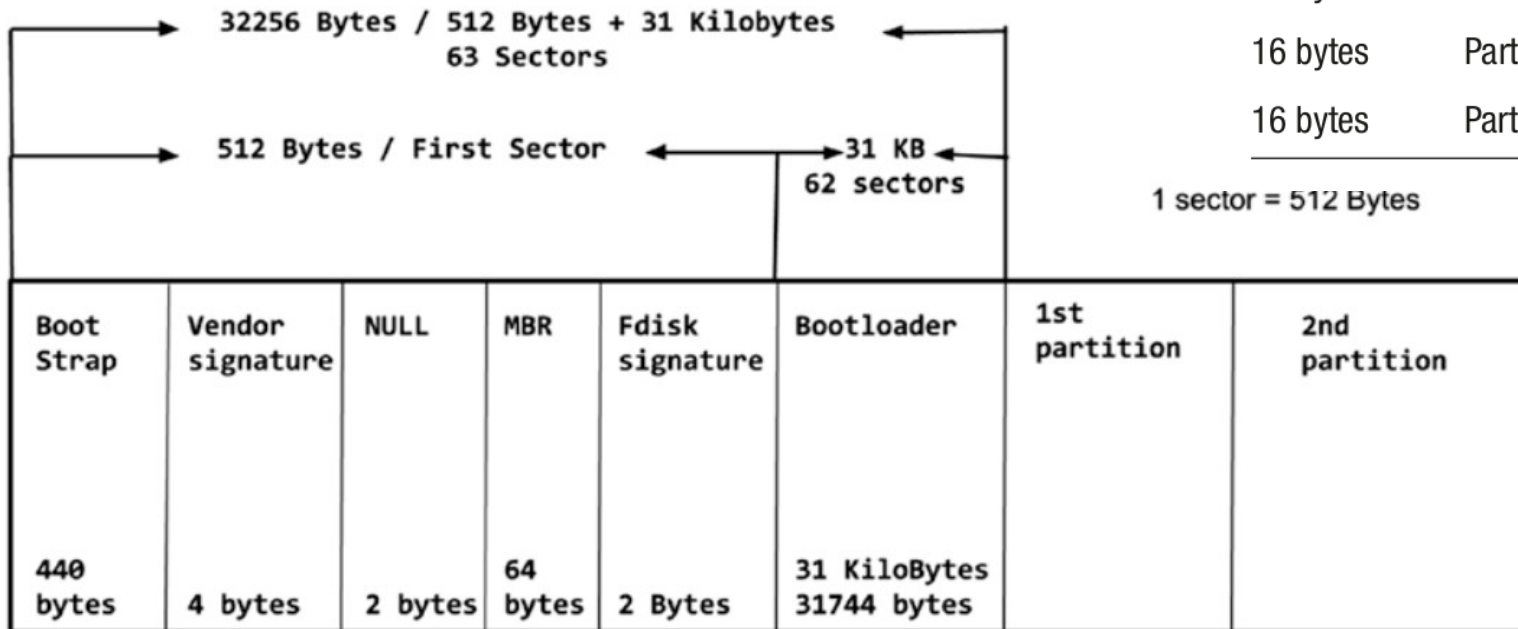 32256 Bytes / 512 Bytes + 31 Kilobytes
63 Sectors
16 bytes Part
16 bytes Part
512 Bytes / First Sector
31 KB
62 sectors
1 sector = 512 Bytes
Boot
Strap
440
bytes
Vendor
signature
4 bytes
NULL
2 bytes
MBR
64
bytes
Fdisk
signature
2 Bytes
Bootloader
31 KiloBytes
31744 bytes
1st
partition
2nd
partition